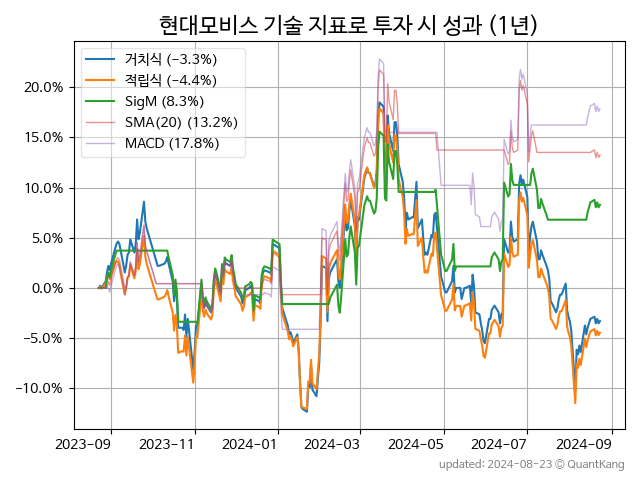 현대모비스 기술 지표로 투자 시 성과 (1년)
거치식 (−3.3%)
적립식 (−4.4%)
SigM (8.3%)
SMA(20) (13.2%)
MACD (17.8%)
20.0%
15.0%
10.0%
5.0%
0.0%
−5.0%
−10.0%
2023-09 2023-11 2024-01 2024-03 2024-05 2024-07 2024-09
updated: 2024-08-23 © QuantKang